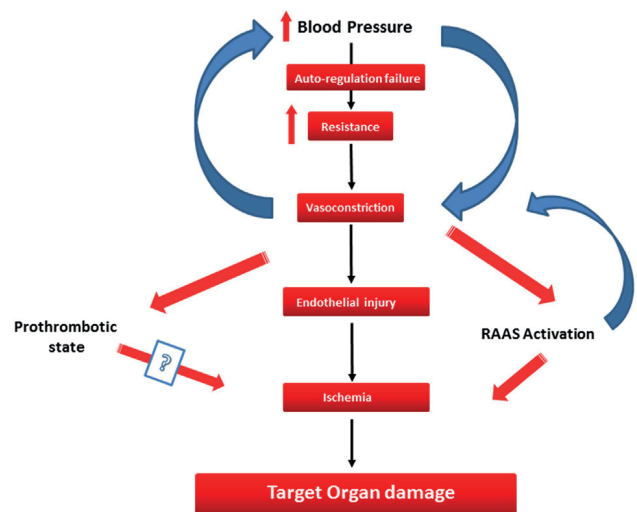 Blood Pressure
Auto-regulation failure
Resistance
Vasoconstriction
Endothelial injury
Prothrombotic
state
?
RAAS Activation
Ischemia
Target Organ damage